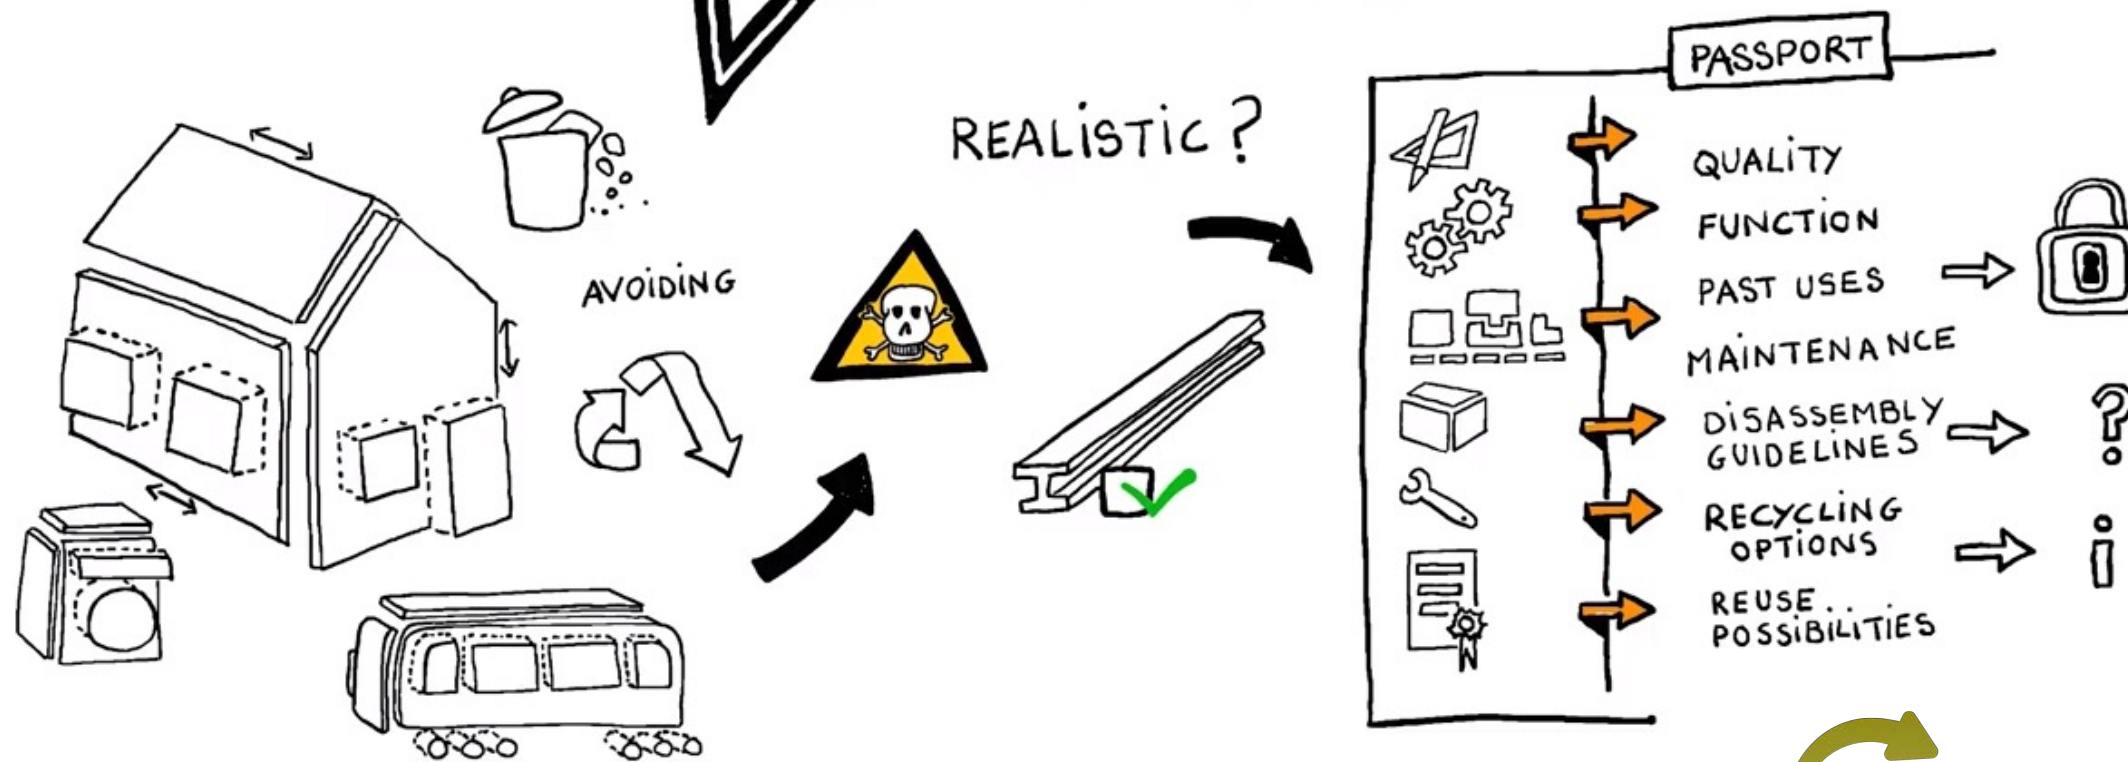 AVOIDING
REALISTIC?
PASSPORT
QUALITY
FUNCTION
PAST USES
MAINTENANCE
DISASSEMBLY
GUIDELINES
RECYCLING
OPTIONS
REUSE
POSSIBILITIES
?
i